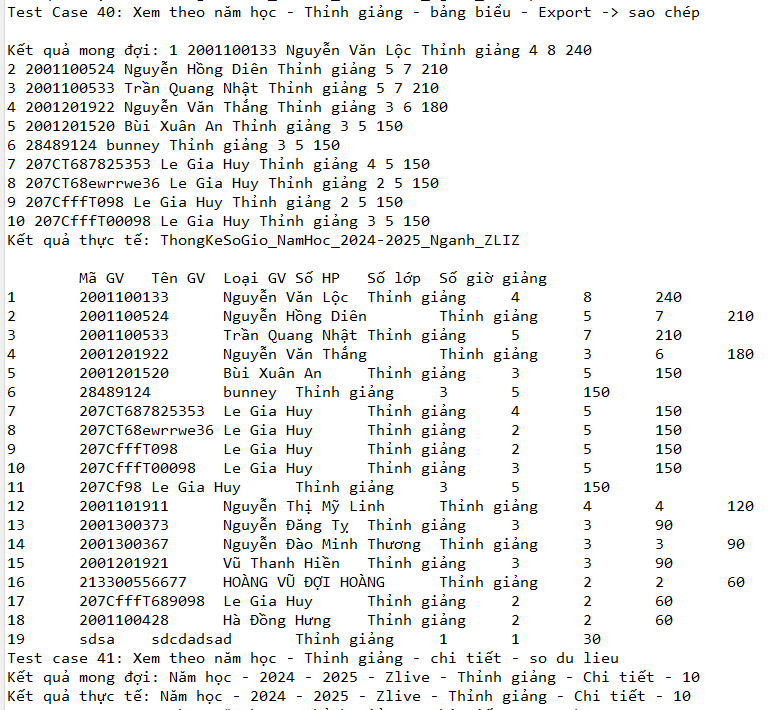 Test Case 40: Xem theo năm học - Thỉnh giảng - bảng biểu - Export -> sao chép
Kết quả mong đợi: 1 2001100133 Nguyễn Văn Lộc Thỉnh giảng 4 8 240
2 2001100524 Nguyễn Hồng Diên Thỉnh giảng 5 7 210
3 2001100533 Trần Quang Nhật Thỉnh giảng 5 7 210
4 2001201922 Nguyễn Văn Thắng Thỉnh giảng 3 6 180
5 2001201520 Bùi Xuân An Thỉnh giảng 3 5 150
6 28489124 bunney Thỉnh giảng 3 5 150
7 207CT687825353 Le Gia Huy Thỉnh giảng 4 5 150
8 207CT68ewrrwe36 Le Gia Huy Thỉnh giảng 2 5 150
9 207CfffT098 Le Gia Huy Thỉnh giảng 2 5 150
10 207CfffT00098 Le Gia Huy Thỉnh giảng 3 5 150
Kết quả thực tế: ThongKeSoGio_NamHoc_2024-2025_Nganh_ZLIZ
Mã GV Tên GV Loại GV Số HP Số lớp Số giờ giảng
1 2001100133 Nguyễn Văn Lộc Thỉnh giảng 4 8 240
2 2001100524 Nguyễn Hồng Diên Thỉnh giảng 5 7 210
3 2001100533 Trần Quang Nhật Thỉnh giảng 5 7 210
4 2001201922 Nguyễn Văn Thắng Thỉnh giảng 3 6 180
5 2001201520 Bùi Xuân An Thỉnh giảng 3 5 150
6 28489124 bunney Thỉnh giảng 3 5 150
7 207CT687825353 Le Gia Huy Thỉnh giảng 4 5 150
8 207CT68ewrrwe36 Le Gia Huy Thỉnh giảng 2 5 150
9 207CfffT098 Le Gia Huy Thỉnh giảng 2 5 150
10 207CfffT00098 Le Gia Huy Thỉnh giảng 3 5 150
11 207Cf98 Le Gia Huy Thỉnh giảng 3 5 150
12 2001101911 Nguyễn Thị Mỹ Linh Thỉnh giảng 4 4 120
13 2001300373 Nguyễn Đăng Tỵ Thỉnh giảng 3 3 90
14 2001300367 Nguyễn Đào Minh Thương Thỉnh giảng 3 3 90
15 2001201921 Vũ Thanh Hiền Thỉnh giảng 3 3 90
16 213300556677 HOÀNG VŨ ĐỢI HOÀNG Thỉnh giảng 2 2 60
17 207CfffT689098 Le Gia Huy Thỉnh giảng 2 2 60
18 2001100428 Hà Đồng Hưng Thỉnh giảng 2 2 60
19 sdsa sdcdadsad Thỉnh giảng 1 1 30
Test case 41: Xem theo năm học - Thỉnh giảng - chi tiết - so du lieu
Kết quả mong đợi: Năm học - 2024 - 2025 - Zlive - Thỉnh giảng - Chi tiết - 10
Kết quả thực tế: Năm học - 2024 - 2025 - Zlive - Thỉnh giảng - Chi tiết - 10